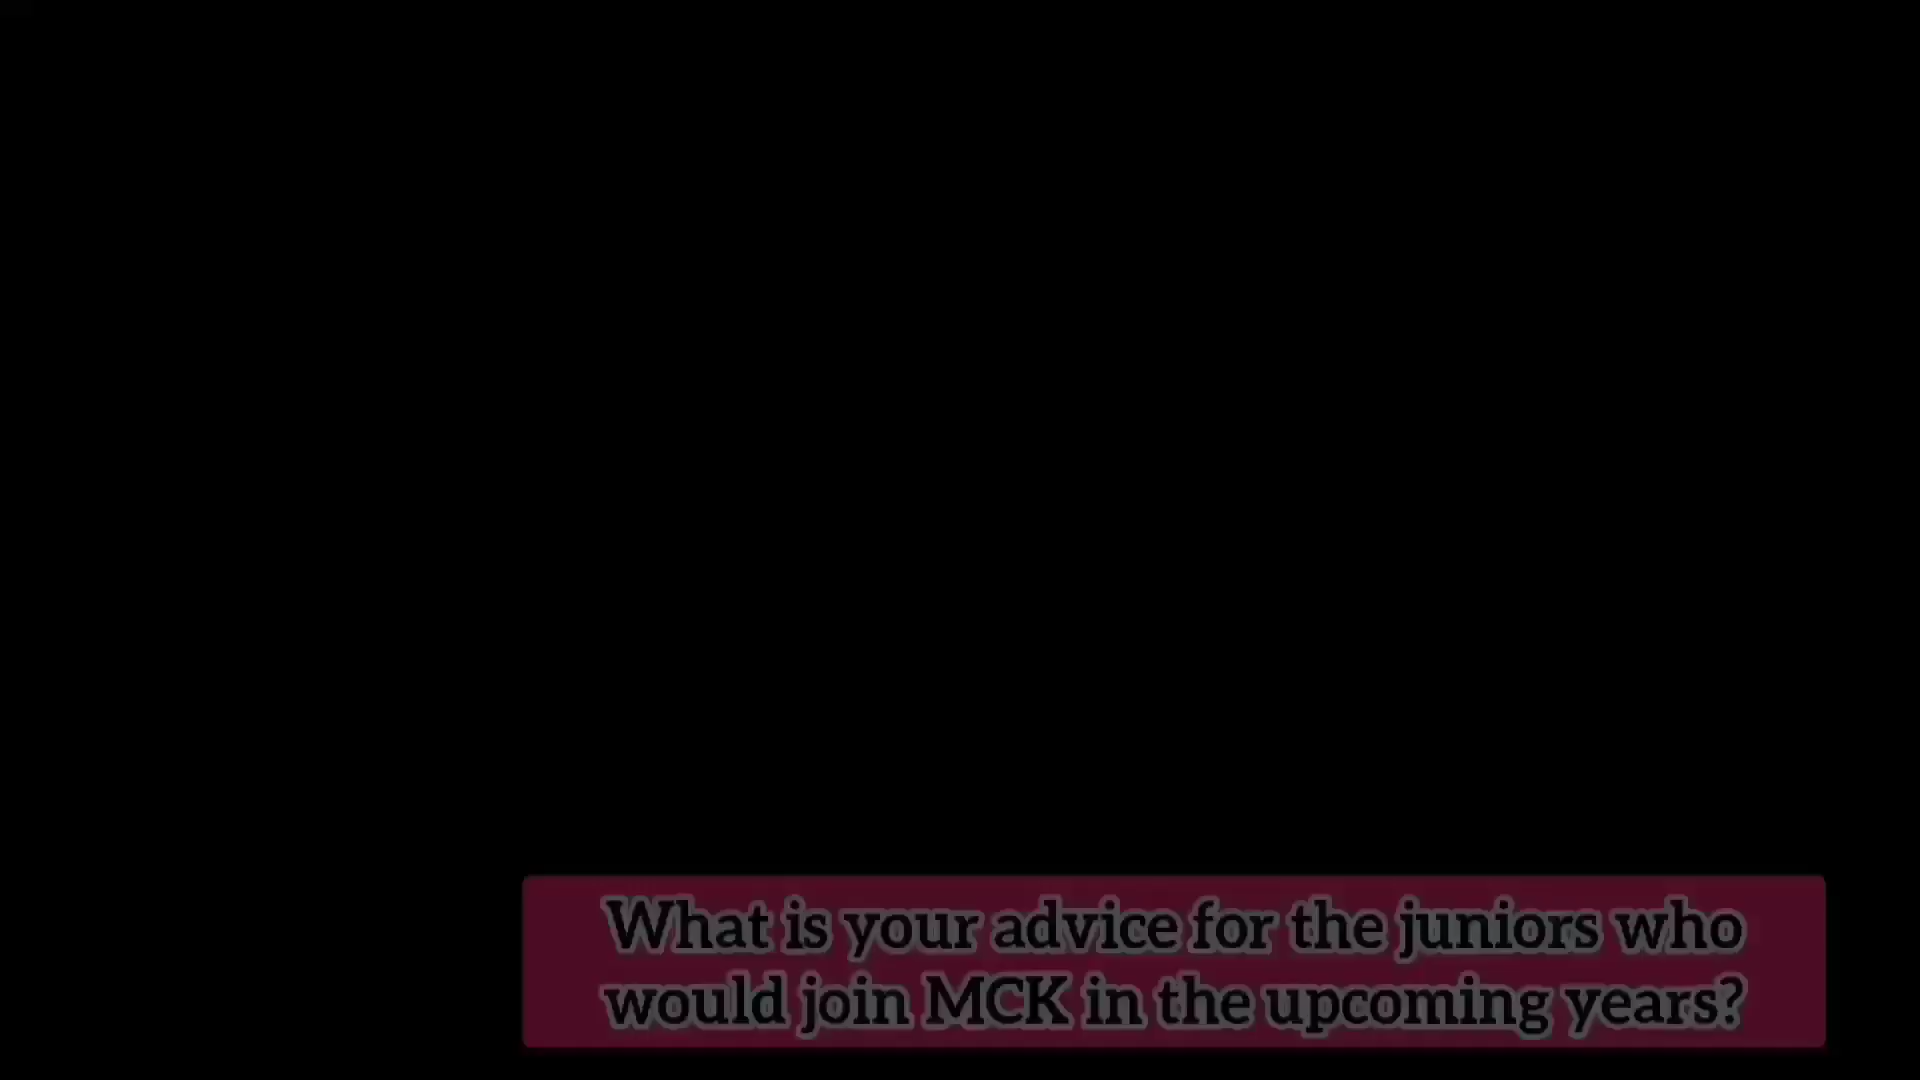 What is your advice for the juniors who
would join MCK in the upcoming years?